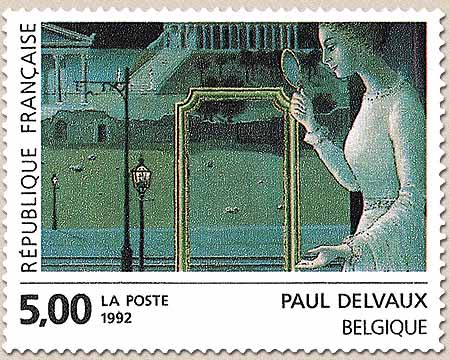 RÉPUBLIQUE FRANÇAISE
5,00 LA POSTE
1992
PAUL DELVAUX
BELGIQUE